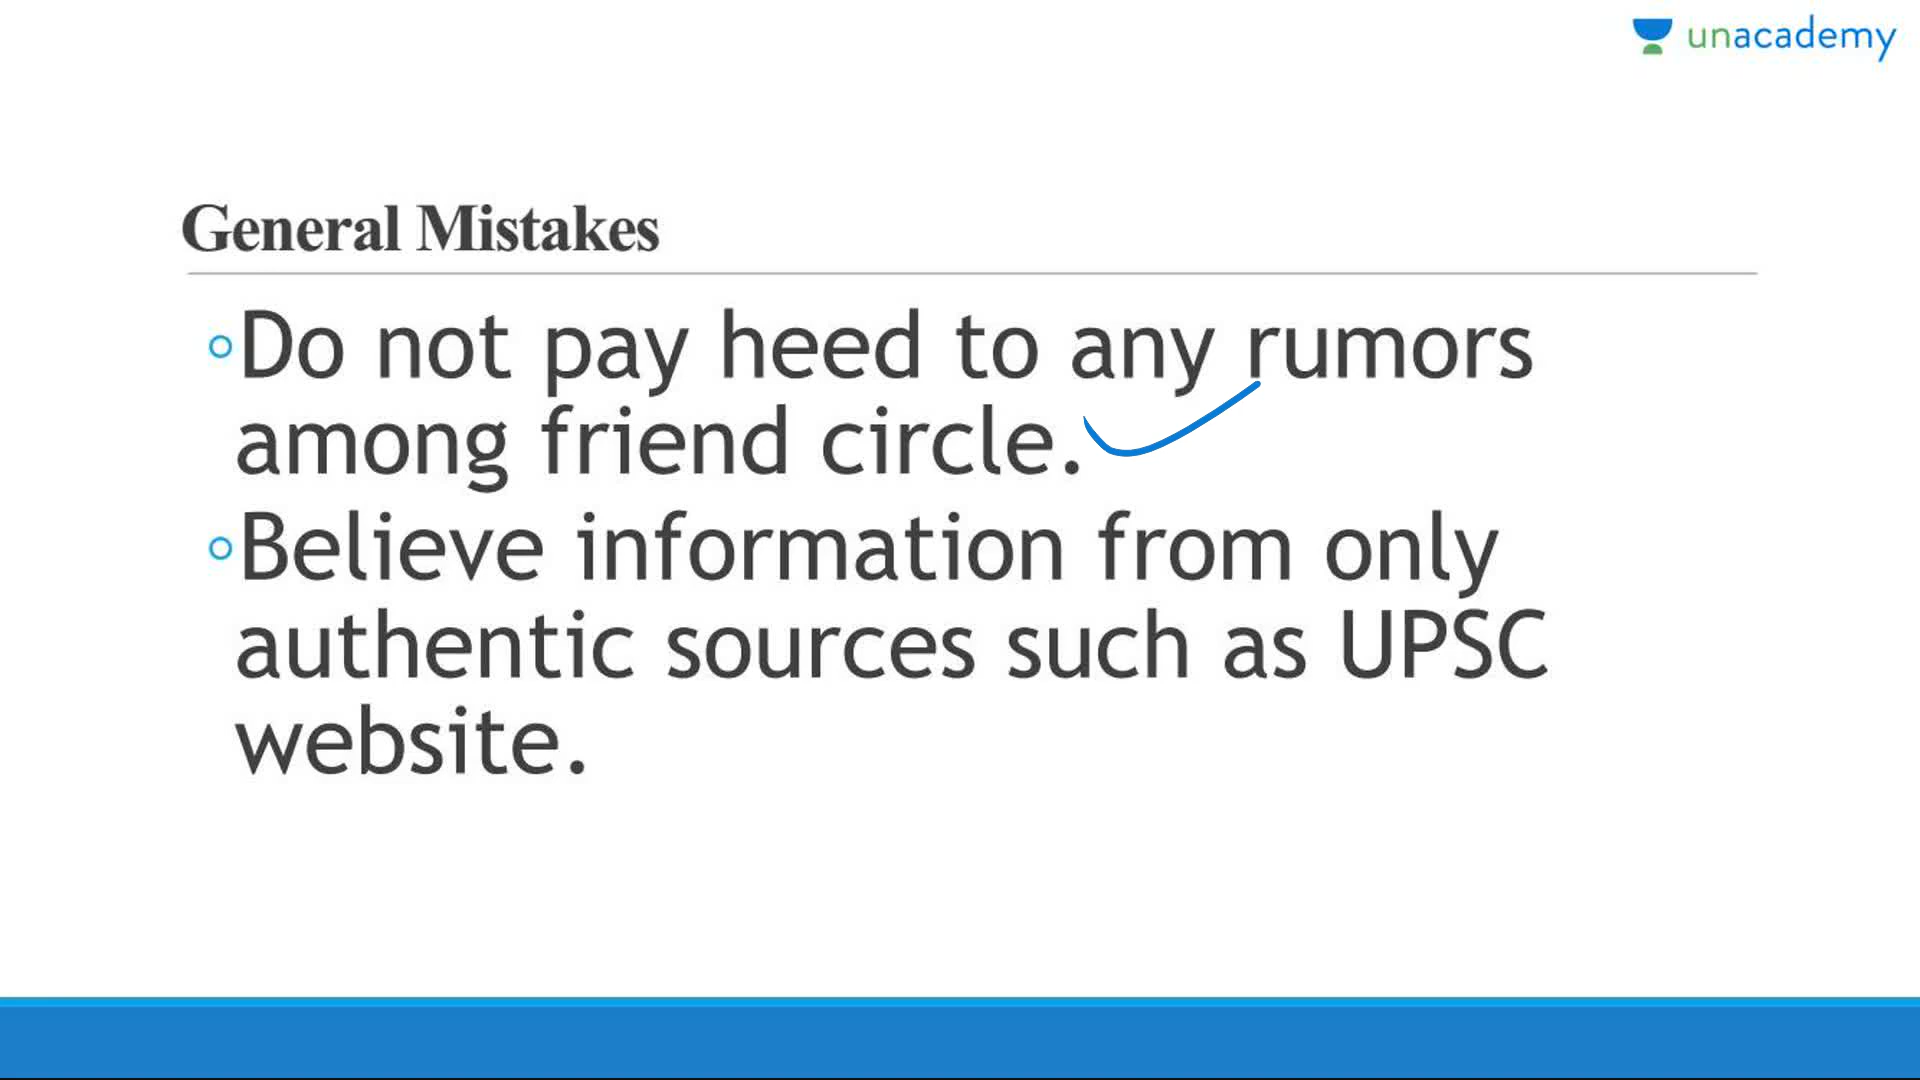 unacademy
General Mistakes
◦Do not pay heed to any rumors
among friend circle.
◦Believe information from only
authentic sources such as UPSC
website.